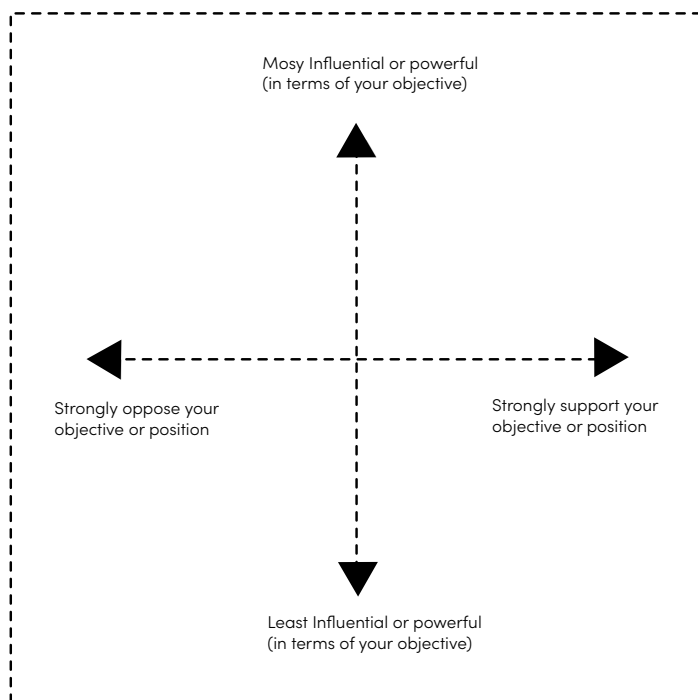 Mosy Influential or powerful
(in terms of your objective)
Strongly oppose your
objective or position
Strongly support your
objective or position
Least Influential or powerful
(in terms of your objective)